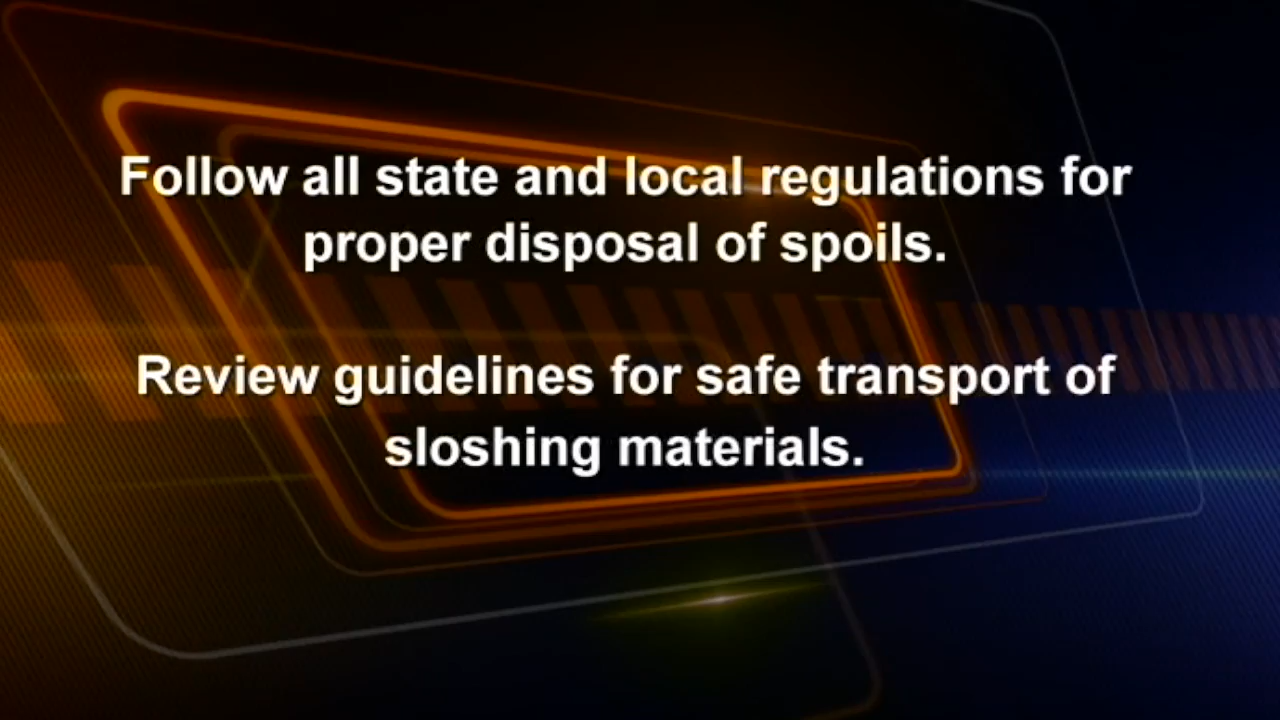 Follow all state and local regulations for
proper disposal of spoils.
Review guidelines for safe transport of
sloshing materials.